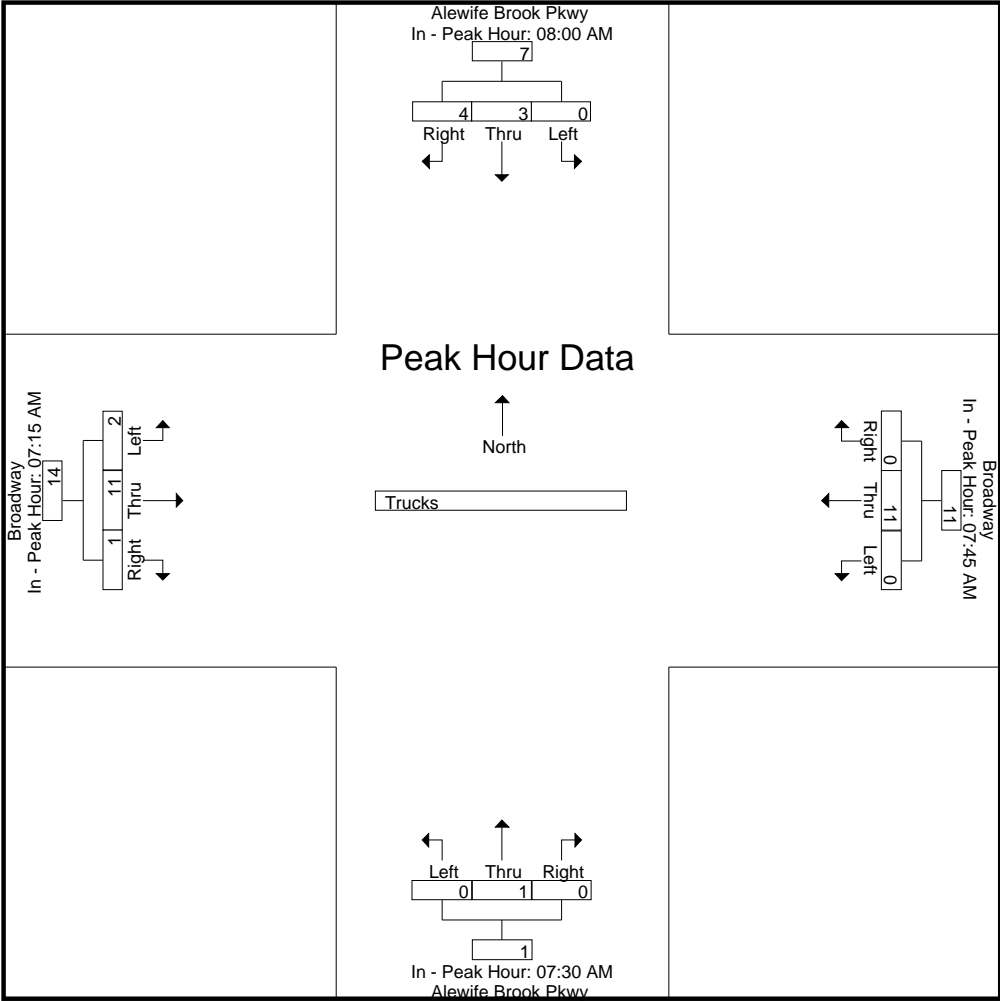 Alewife Brook Pkwy
In - Peak Hour: 08:00 AM
7
4 3 0
Right Thru Left
Peak Hour Data
North
Trucks
Broadway
In - Peak Hour: 07:15 AM
14
2 11 1
Left Thru Right
Broadway
In - Peak Hour: 07:45 AM
11
0 11 0
Right Thru Left
Left Thru Right
0 1 0
1
In - Peak Hour: 07:30 AM
Alewife Brook Pkwy